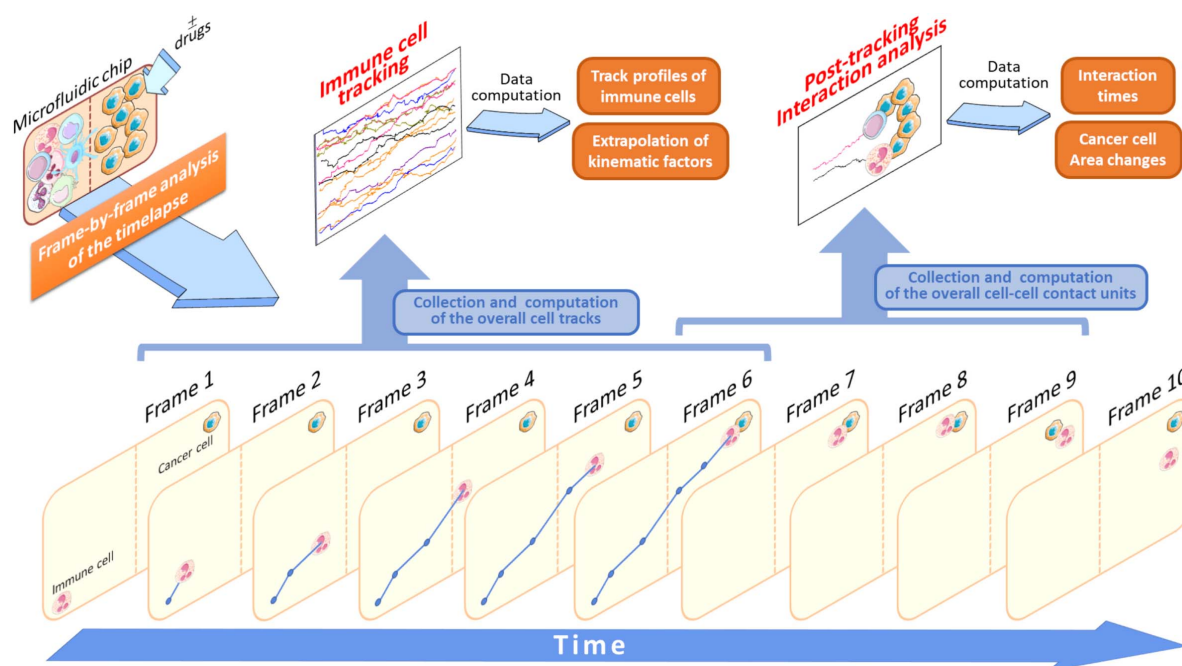 ±
drugs
Microfluidic chip
Frame-by-frame analysis
of the timelapse
Immune cell
tracking
Data
computation
Track profiles of
immune cells
Extrapolation of
kinematic factors
Post-tracking
Interaction analysis
Data
computation
Interaction
times
Cancer cell
Area changes
Collection and computation
of the overall cell tracks
Collection and computation
of the overall cell-cell contact units
Frame 1
Frame 2
Frame 3
Frame 4
Frame 5
Frame 6
Frame 7
Frame 8
Frame 9
Frame 10
Cancer cell
Immune cell
Time